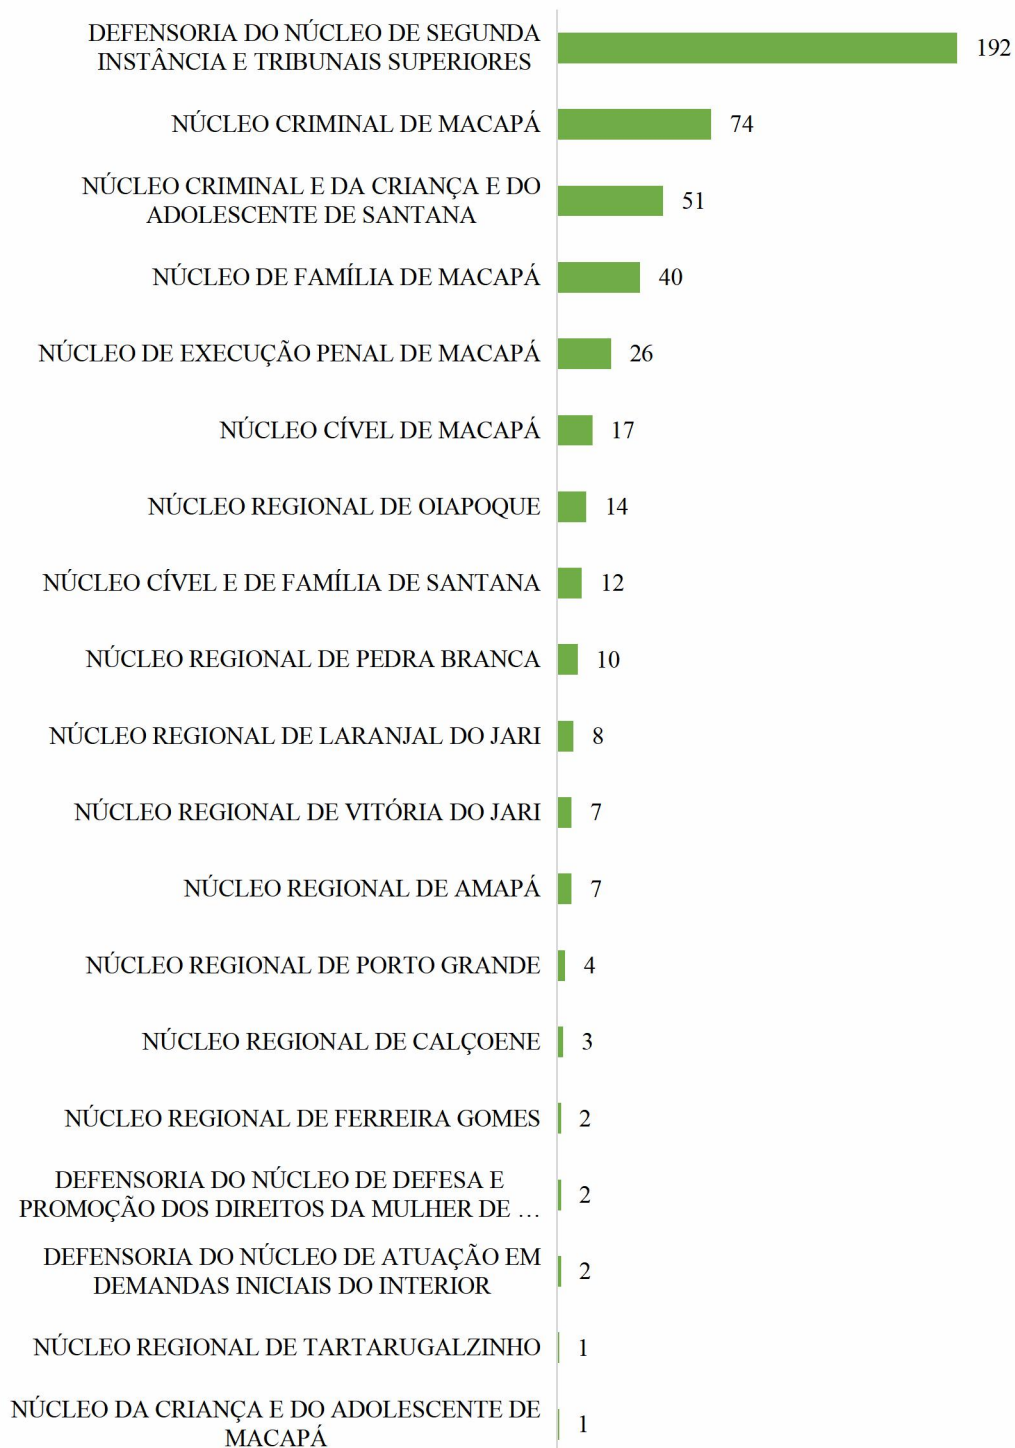 DEFENSORIA DO NÚCLEO DE SEGUNDA
INSTÂNCIA E TRIBUNAIS SUPERIORES
192
NÚCLEO CRIMINAL DE MACAPÁ
74
NÚCLEO CRIMINAL E DA CRIANÇA E DO
ADOLESCENTE DE SANTANA
51
NÚCLEO DE FAMÍLIA DE MACAPÁ
40
NÚCLEO DE EXECUÇÃO PENAL DE MACAPÁ
26
NÚCLEO CÍVEL DE MACAPÁ
17
NÚCLEO REGIONAL DE OIAPOQUE
14
NÚCLEO CÍVEL E DE FAMÍLIA DE SANTANA
12
NÚCLEO REGIONAL DE PEDRA BRANCA
10
NÚCLEO REGIONAL DE LARANJAL DO JARI
8
NÚCLEO REGIONAL DE VITÓRIA DO JARI
7
NÚCLEO REGIONAL DE AMAPÁ
7
NÚCLEO REGIONAL DE PORTO GRANDE
4
NÚCLEO REGIONAL DE CALÇOENE
3
NÚCLEO REGIONAL DE FERREIRA GOMES
2
DEFENSORIA DO NÚCLEO DE DEFESA E
PROMOÇÃO DOS DIREITOS DA MULHER DE …
2
DEFENSORIA DO NÚCLEO DE ATUAÇÃO EM
DEMANDAS INICIAIS DO INTERIOR
2
NÚCLEO REGIONAL DE TARTARUGALZINHO
1
NÚCLEO DA CRIANÇA E DO ADOLESCENTE DE
MACAPÁ
1